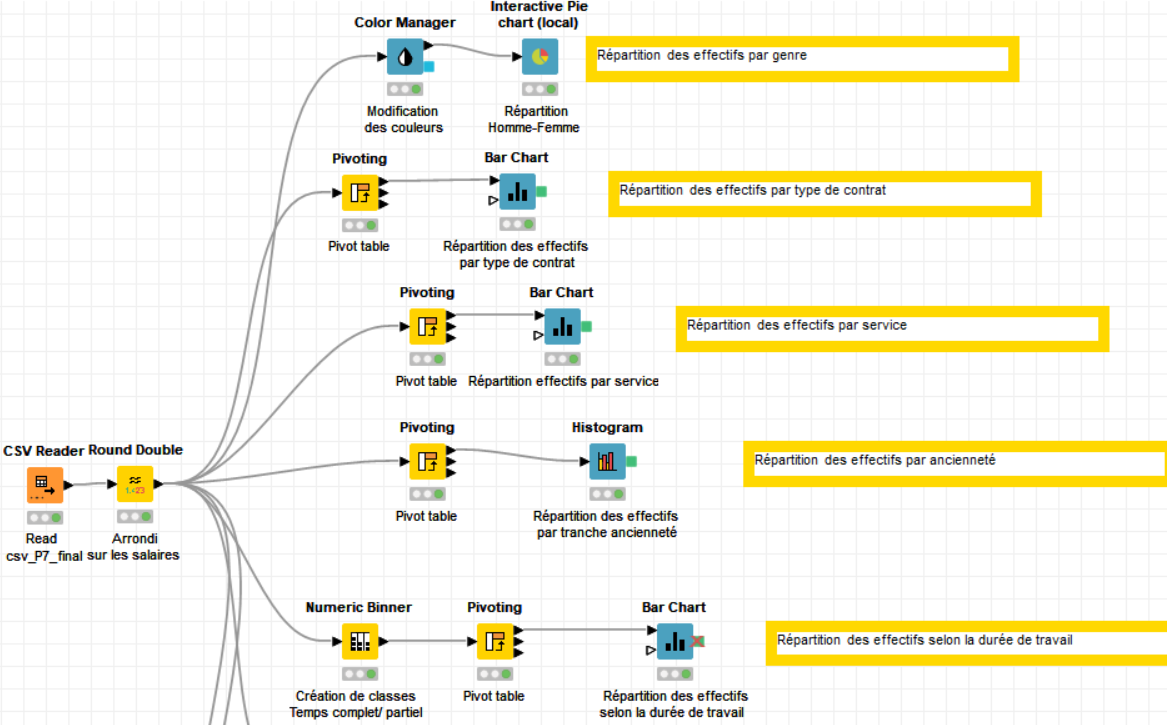 Color Manager
Interactive Pie
chart (local)
Répartition des effectifs par genre
Modification
des couleurs
Répartition
Homme-Femme
Pivoting
Bar Chart
Répartition des effectifs par type de contrat
Pivot table
Répartition des effectifs
par type de contrat
Pivoting
Bar Chart
Répartition des effectifs par service
Pivot table
Répartition effectifs par service
Pivoting
Histogram
Répartition des effectifs par ancienneté
Pivot table
Répartition des effectifs
par tranche ancienneté
CSV Reader
Round Double
Read
csv_P7_final
Arrondi
sur les salaires
Numeric Binner
Pivoting
Bar Chart
Répartition des effectifs selon la durée de travail
Création de classes
Temps complet/ partiel
Pivot table
Répartition des effectifs
selon la durée de travail